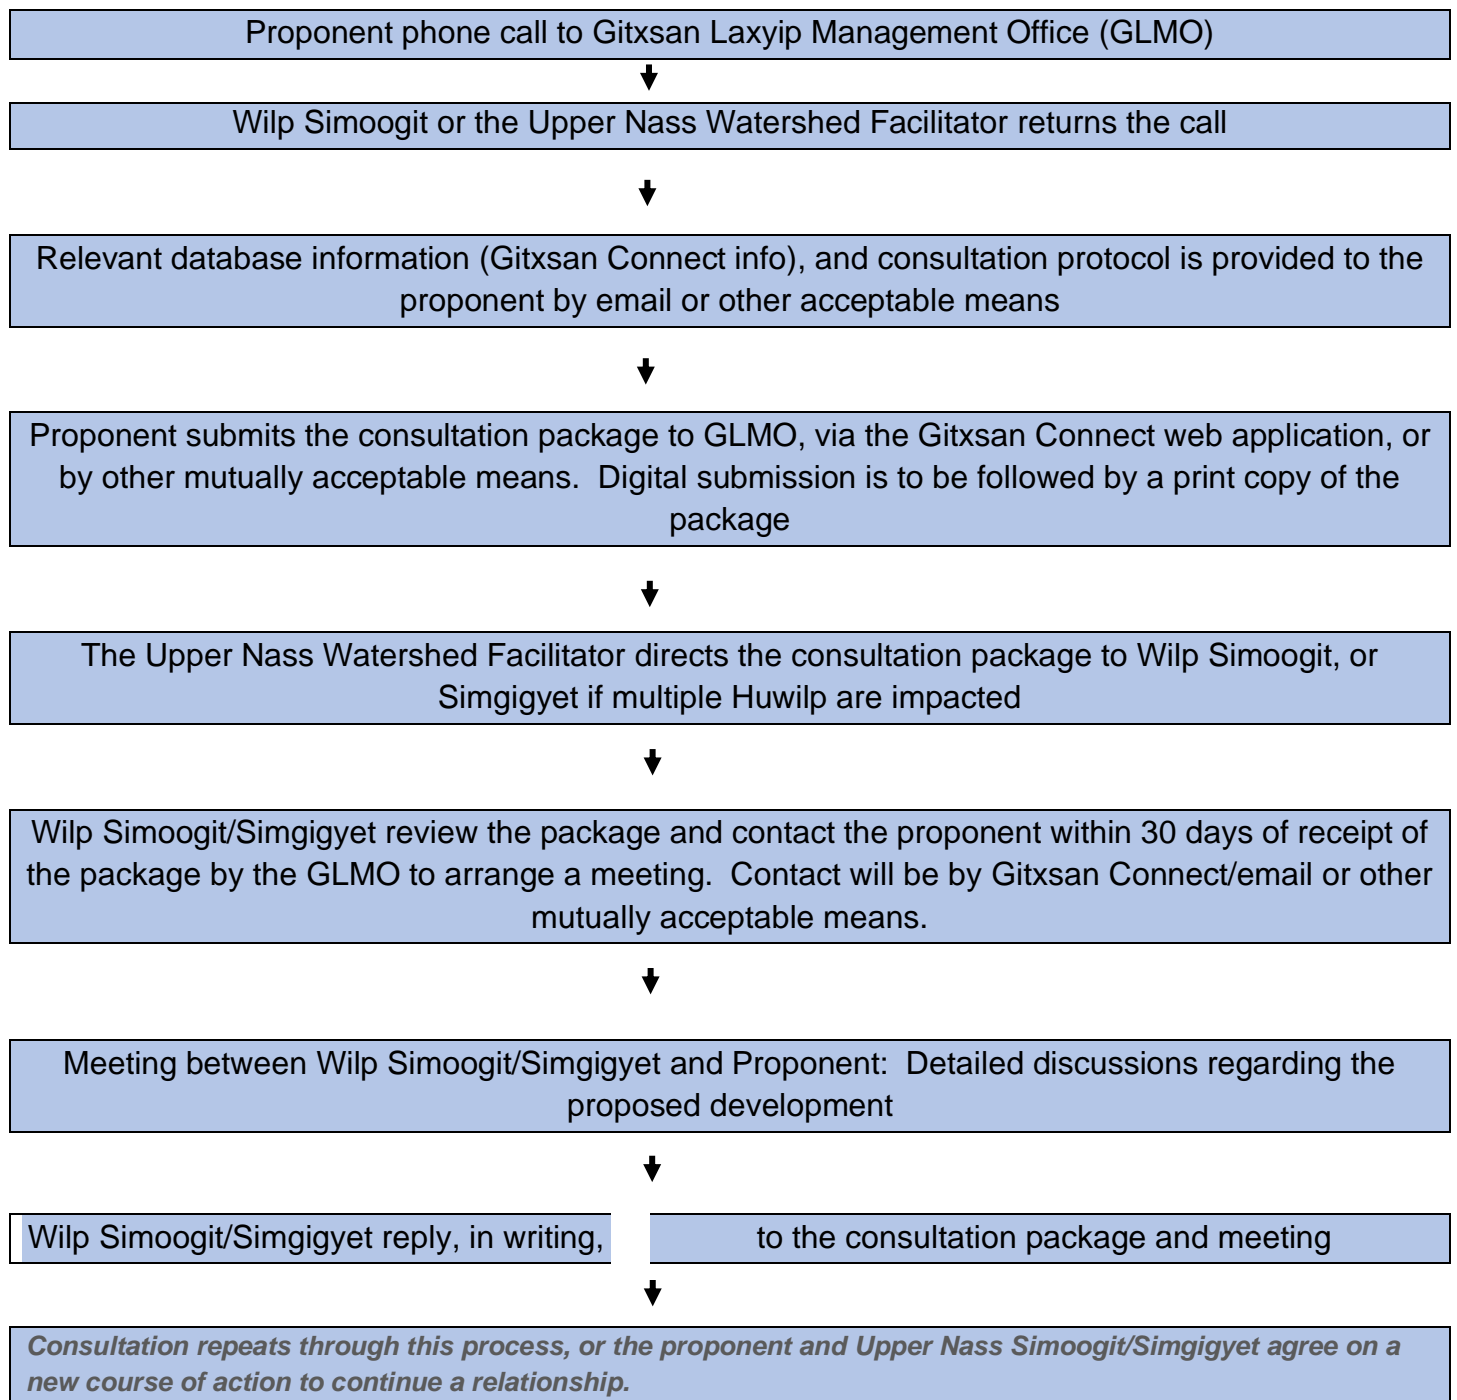 Proponent phone call to Gitxsan Laxyip Management Office (GLMO)
Wilp Simoogit or the Upper Nass Watershed Facilitator returns the call
Relevant database information (Gitxsan Connect info), and consultation protocol is provided to the
proponent by email or other acceptable means
Proponent submits the consultation package to GLMO, via the Gitxsan Connect web application, or
by other mutually acceptable means.  Digital submission is to be followed by a print copy of the
package
The Upper Nass Watershed Facilitator directs the consultation package to Wilp Simoogit, or
Simgigyet if multiple Huwilp are impacted
Wilp Simoogit/Simgigyet review the package and contact the proponent within 30 days of receipt of
the package by the GLMO to arrange a meeting.  Contact will be by Gitxsan Connect/email or other
mutually acceptable means.
Meeting between Wilp Simoogit/Simgigyet and Proponent:  Detailed discussions regarding the
proposed development
Wilp Simoogit/Simgigyet reply, in writing, to the consultation package and meeting
Consultation repeats through this process, or the proponent and Upper Nass Simoogit/Simgigyet agree on a
new course of action to continue a relationship.